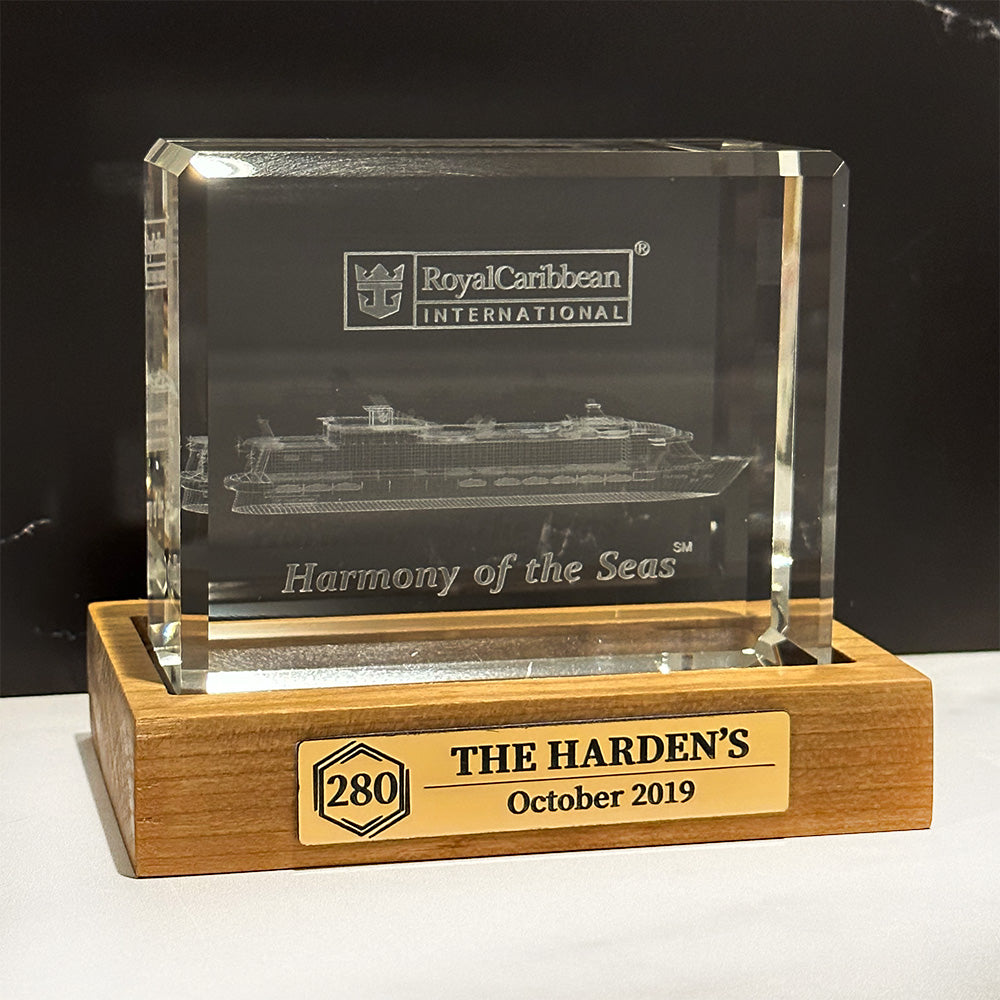 RoyalCaribbean®
INTERNATIONAL
Harmony of the Seas℠
280
THE HARDEN’S
October 2019